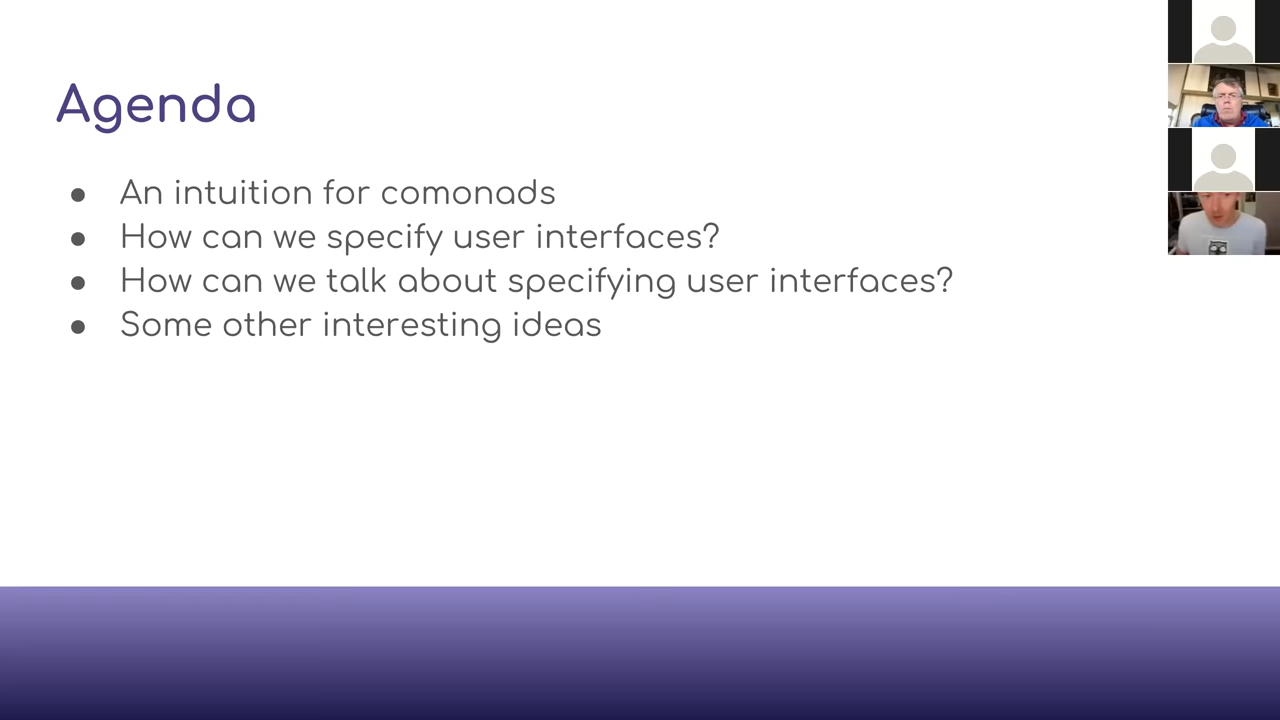 Agenda
● An intuition for comonads
● How can we specify user interfaces?
● How can we talk about specifying user interfaces?
● Some other interesting ideas